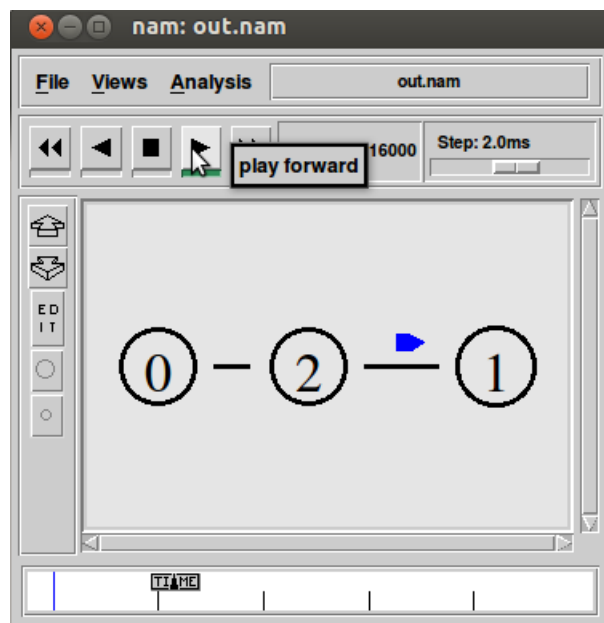 nam: out.nam
File Views Analysis out.nam
play forward 16000 Step: 2.0ms
ED
IT
0 2 1
TIME